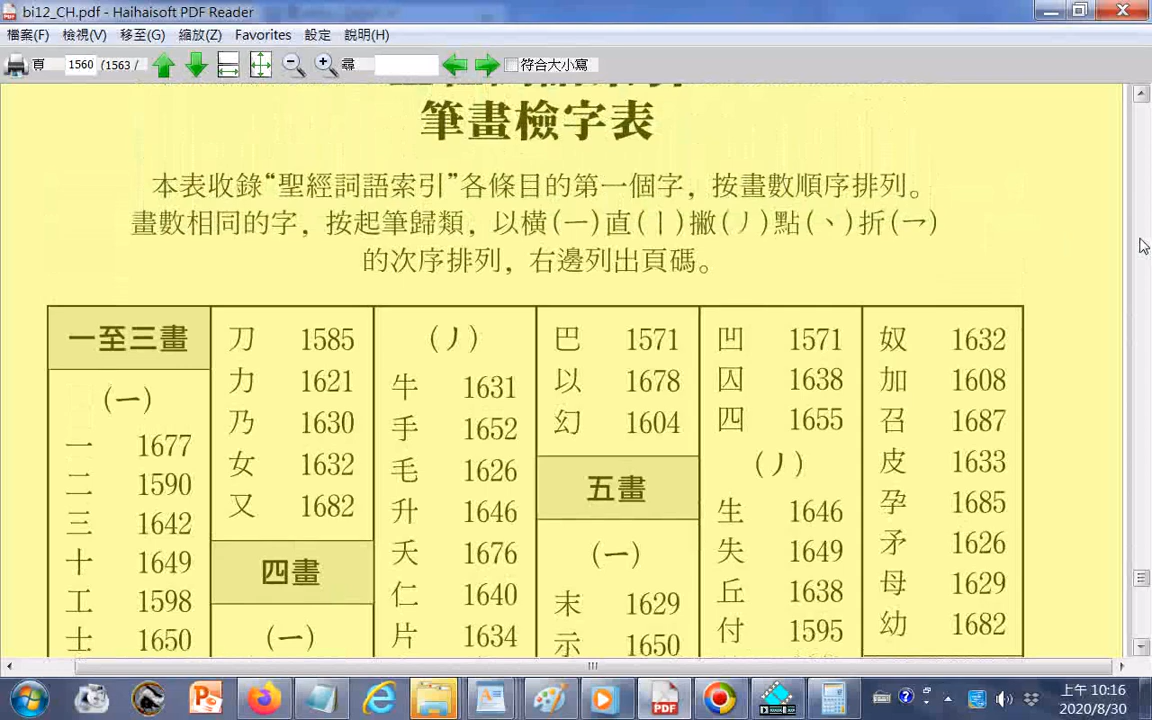 bi12_CH.pdf - Haihaisoft PDF Reader
檔案(F) 檢視(V) 移至(G) 縮放(Z) Favorites 設定 說明(H)
頁 1560 (1563 / 尋 符合大小寫
筆畫檢字表
本表收錄“聖經詞語索引”各條目的第一個字，按畫數順序排列。
畫數相同的字，按起筆歸類，以橫(一)直(丨)撇(丿)點(丶)折(乛)
的次序排列，右邊列出頁碼。
一至三畫
(一)
一 1677
二 1590
三 1642
十 1649
工 1598
士 1650
刀 1585
力 1621
乃 1630
女 1632
又 1682
四畫
(一)
(丿)
牛 1631
手 1652
毛 1626
升 1646
夭 1676
仁 1640
片 1634
巴 1571
以 1678
幻 1604
五畫
(一)
末 1629
示 1650
凹 1571
囚 1638
四 1655
(丿)
生 1646
失 1649
丘 1638
付 1595
奴 1632
加 1608
召 1687
皮 1633
孕 1685
矛 1626
母 1629
幼 1682
上午 10:16
2020/8/30